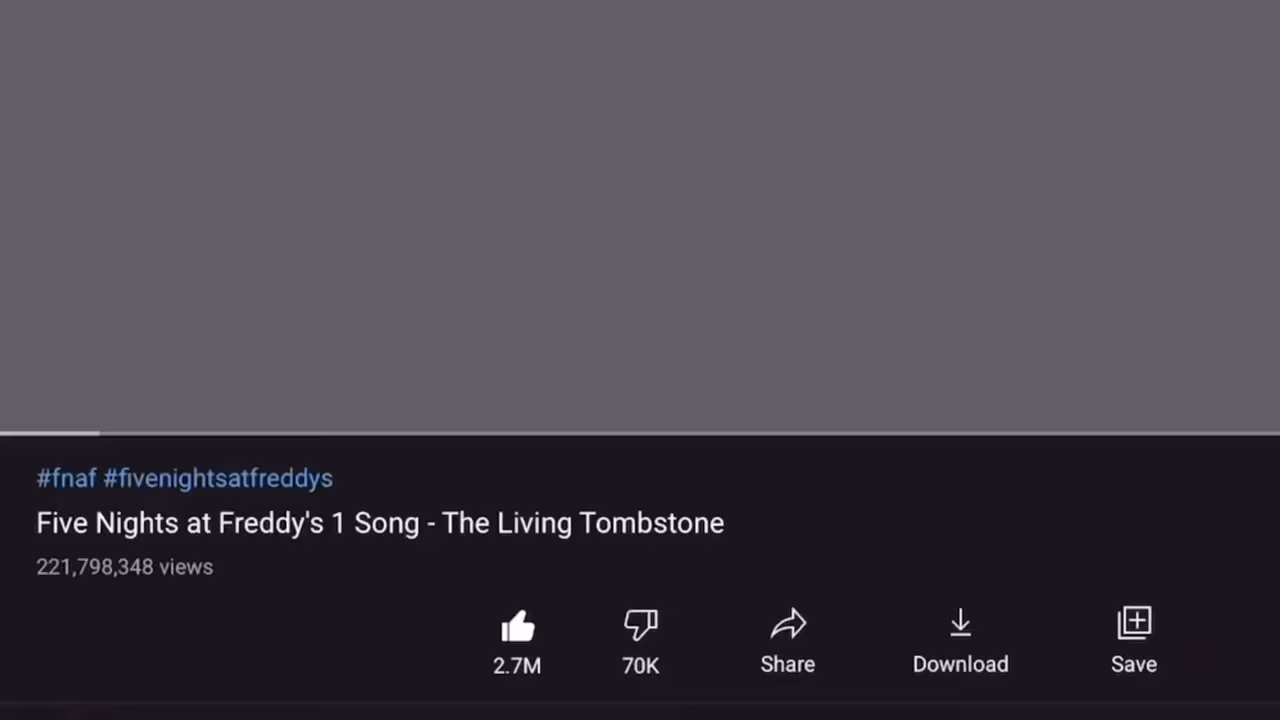 #fnaf #fivenightsatfreddys
Five Nights at Freddy's 1 Song - The Living Tombstone
221,798,348 views
2.7M 70K Share Download Save